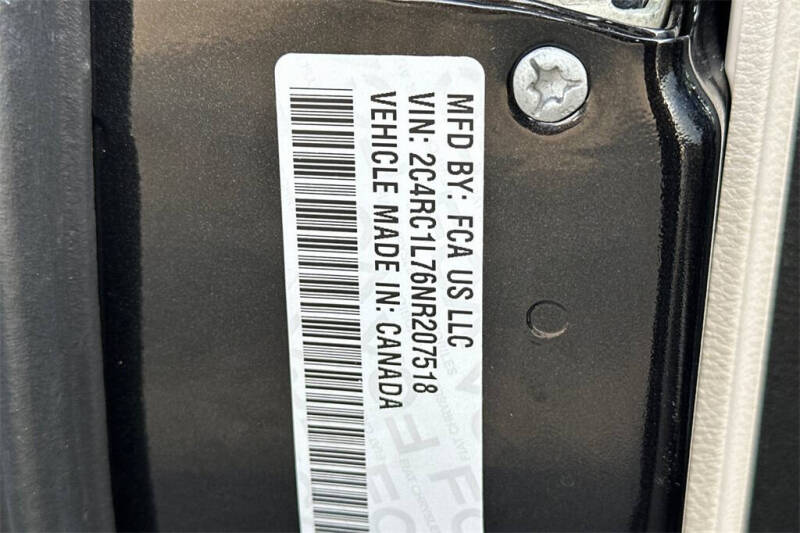 MFD BY: FCA US LLC
VIN: 2C4RC1L76NR207518
VEHICLE MADE IN: CANADA